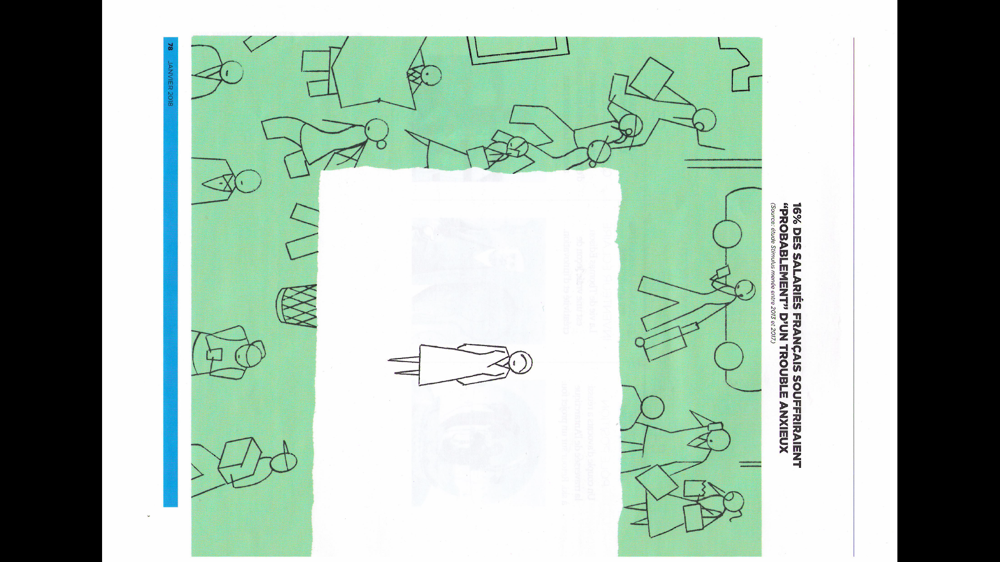 16% DES SALARIÉS FRANÇAIS SOUFFRIRAIENT
“PROBABLEMENT” D’UN TROUBLE ANXIEUX
(Source: étude Stimulus menée entre 2013 et 2017.)
78 JANVIER 2018